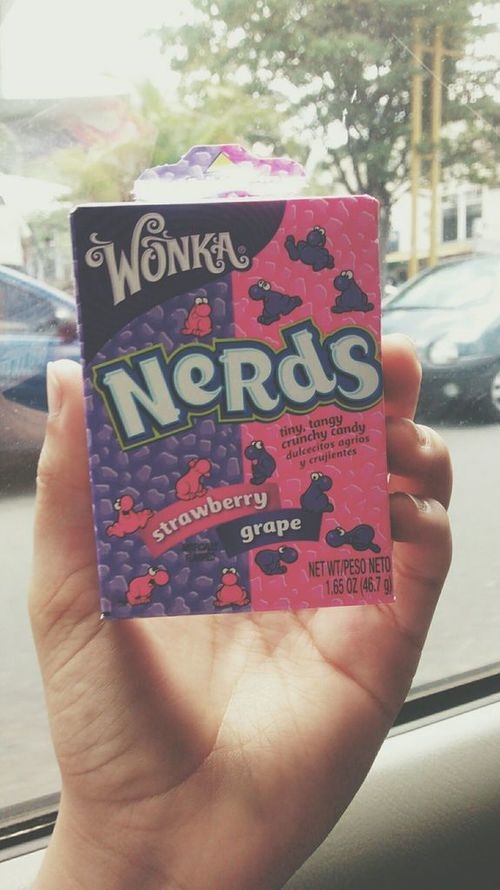 WONKA®
NeRdS
tiny, tangy
crunchy candy
dulcecitos agrios
y crujientes
strawberry
grape
NET WT/PESO NETO
1.65 OZ (46.7 g)